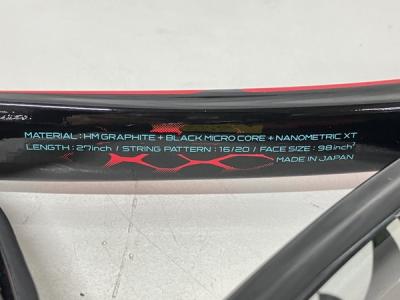 MATERIAL : HM GRAPHITE + BLACK MICRO CORE + NANOMETRIC XT
LENGTH : 27inch / STRING PATTERN : 16/20 / FACE SIZE : 98inch²
MADE IN JAPAN